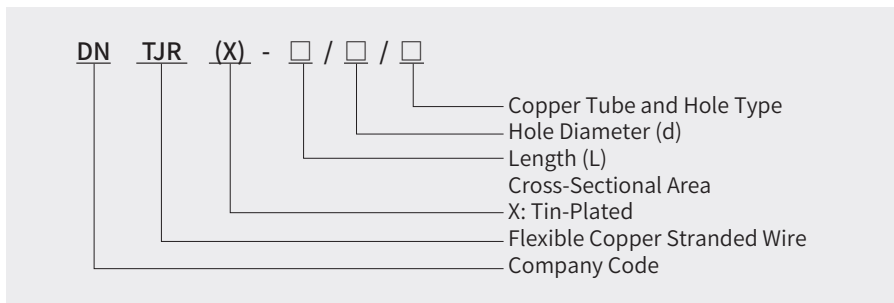 DN TJR (X) - □ / □ / □
Copper Tube and Hole Type
Hole Diameter (d)
Length (L)
Cross-Sectional Area
X: Tin-Plated
Flexible Copper Stranded Wire
Company Code